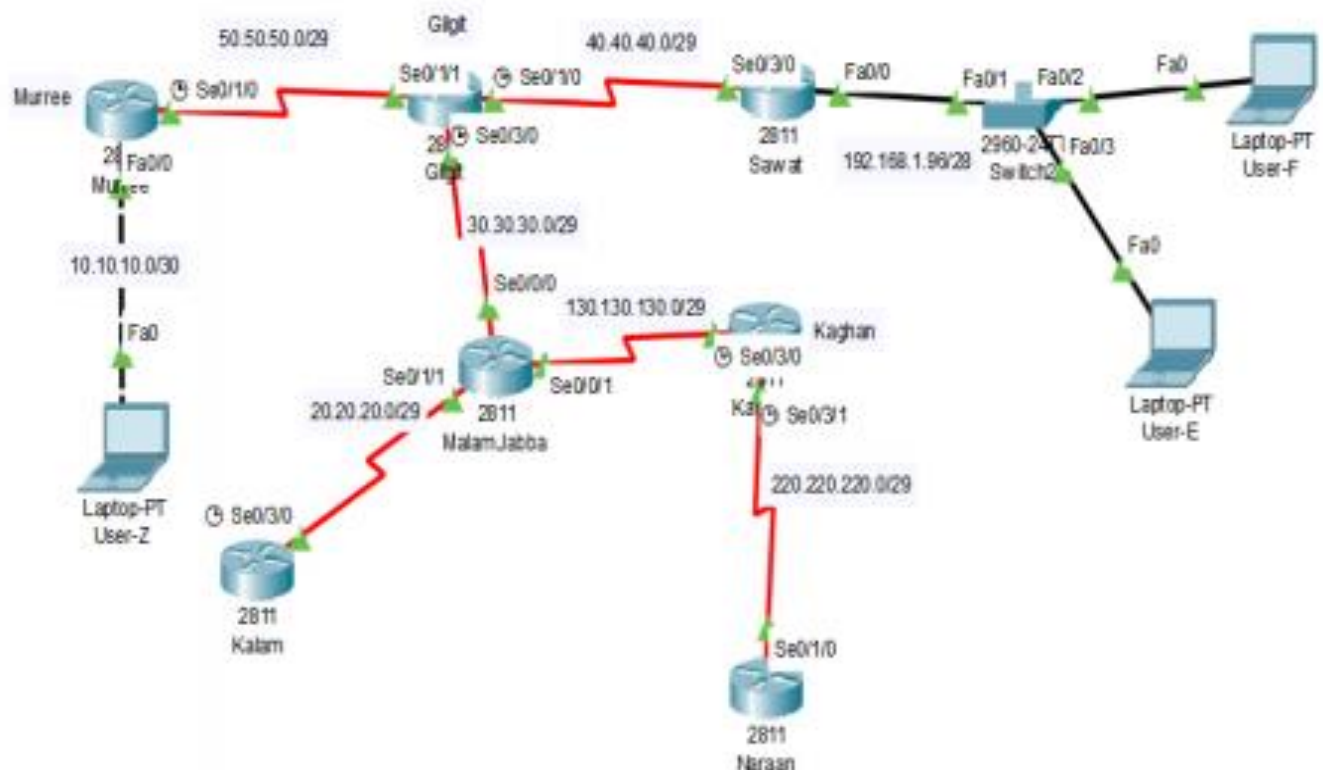 Gilgit
50.50.50.0/29
40.40.40.0/29
Murree
Se0/1/0
Se0/1/1
Se0/1/0
Se0/3/0
Fa0/0
Fa0/1
Fa0/2
Fa0
Laptop-PT
User-F
Fa0/0
Murree
Se0/3/0
2811
Sawat
192.168.1.96/28
Fa0/3
Switch2
10.10.10.0/30
30.30.30.0/29
Fa0
Fa0
Se0/0/0
130.130.130.0/29
Kaghan
Se0/3/0
Se0/1/1
Se0/0/1
20.20.20.0/29
2811
MalamJabba
Se0/3/1
Laptop-PT
User-E
Laptop-PT
User-Z
Se0/3/0
220.220.220.0/29
2811
Kalam
Se0/1/0
2811
Naraan